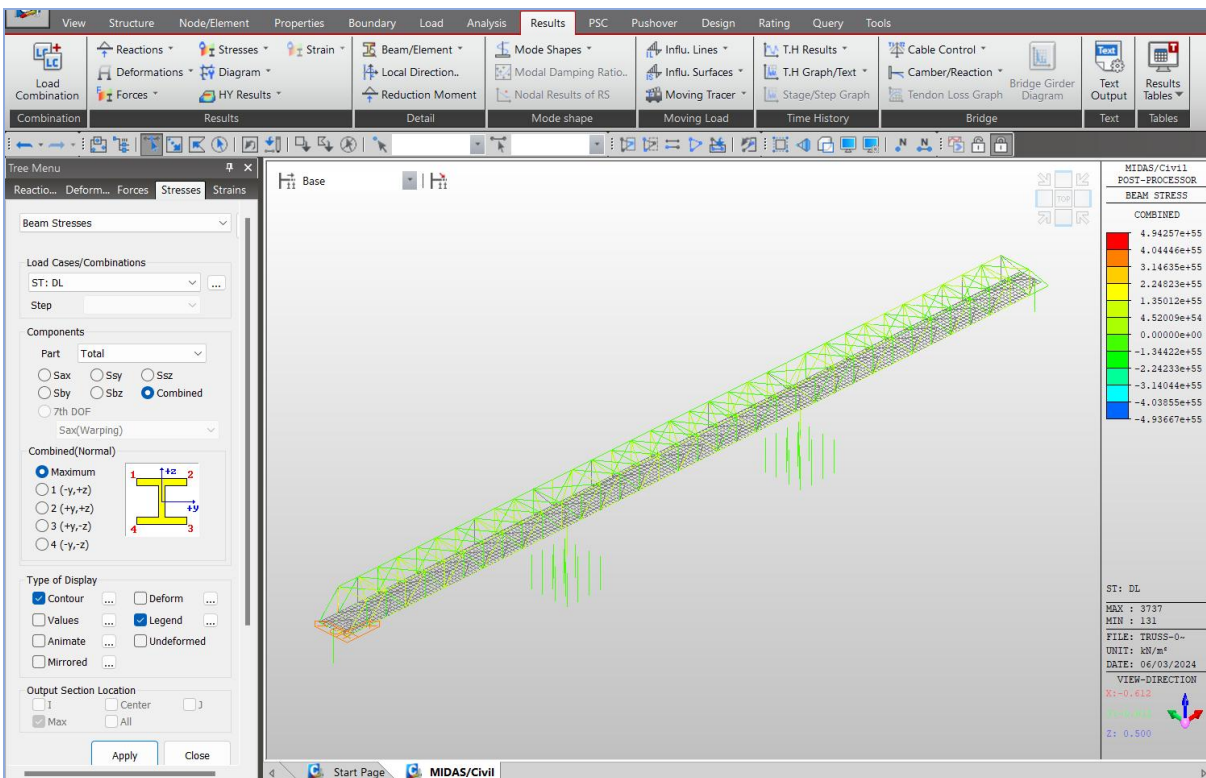 View Structure Node/Element Properties Boundary Load Analysis Results PSC Pushover Design Rating Query Tools
Load Combination
Reactions
Deformations
Forces
Stresses
Diagram
HY Results
Strain
Beam/Element
Local Direction..
Reduction Moment
Mode Shapes
Modal Damping Ratio..
Nodal Results of RS
Influ. Lines
Influ. Surfaces
Moving Tracer
T.H Results
T.H Graph/Text
Stage/Step Graph
Cable Control
Camber/Reaction
Tendon Loss Graph
Bridge Girder Diagram
Text
Text Output
Results Tables
Combination Results Detail Mode shape Moving Load Time History Bridge Text Tables
Tree Menu
Reactio... Deform... Forces Stresses Strains
Beam Stresses
Load Cases/Combinations
ST: DL
...
Step
Components
Part Total
Sax Ssy Ssz
Sby Sbz Combined
7th DOF
Sax(Warping)
Combined(Normal)
Maximum
1 (-y,+z)
2 (+y,+z)
3 (+y,-z)
4 (-y,-z)
1 +z 2
+y
4 3
Type of Display
Contour ... Deform ...
Values ... Legend ...
Animate ... Undeformed
Mirrored ...
Output Section Location
I Center J
Max All
Apply Close
Base
TOP
MIDAS/Civil
POST-PROCESSOR
BEAM STRESS
COMBINED
4.94257e+55
4.04446e+55
3.14635e+55
2.24823e+55
1.35012e+55
4.52009e+54
0.00000e+00
-1.34422e+55
-2.24233e+55
-3.14044e+55
-4.03855e+55
-4.93667e+55
ST: DL
MAX : 3737
MIN : 131
FILE: TRUSS-0~
UNIT: kN/m²
DATE: 06/03/2024
VIEW-DIRECTION
X:-0.612
Z: 0.500
Start Page MIDAS/Civil